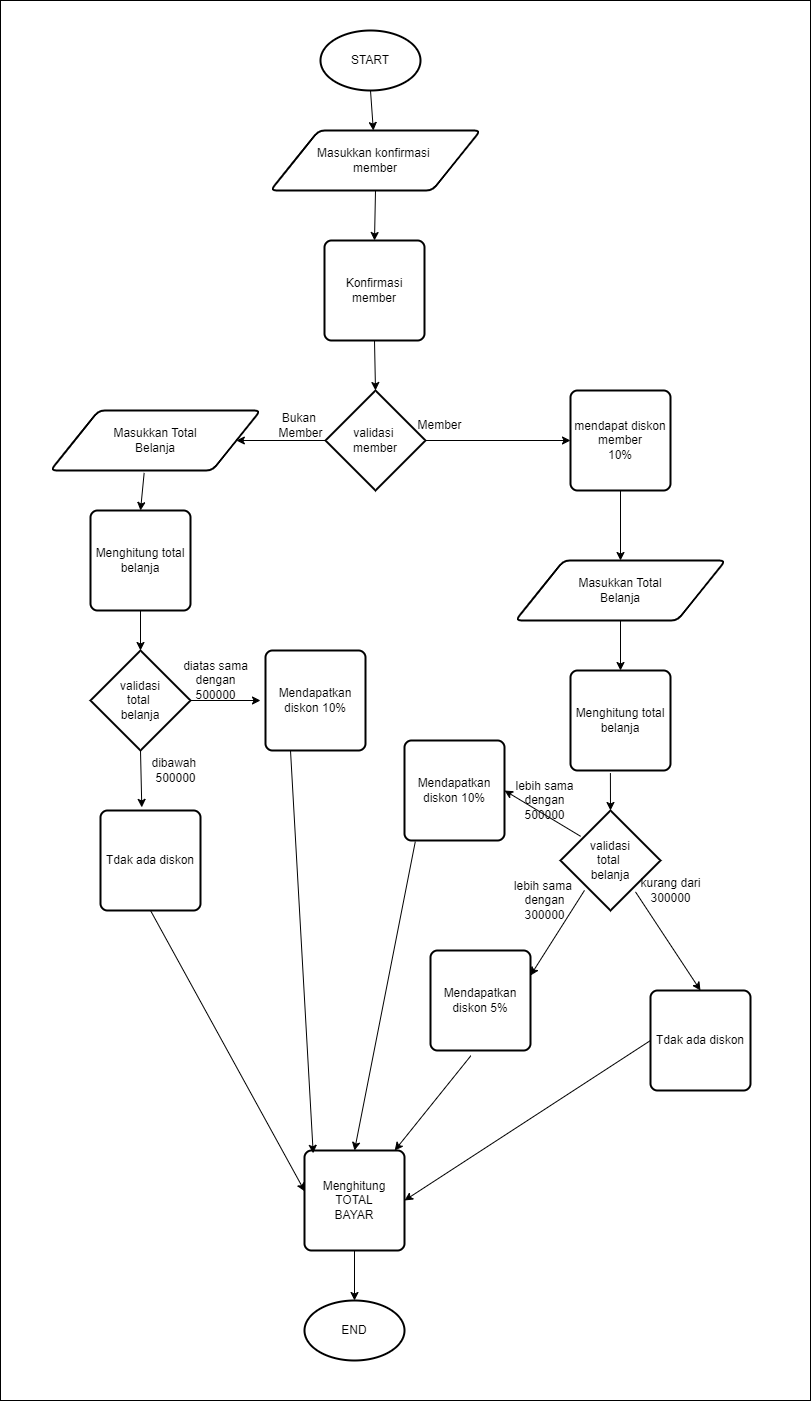 START
Masukkan konfirmasi
member
Konfirmasi
member
validasi
member
Bukan
Member
Member
Masukkan Total
Belanja
mendapat diskon
member
10%
Menghitung total
belanja
Masukkan Total
Belanja
validasi
total
belanja
diatas sama
dengan
500000
Mendapatkan
diskon 10%
dibawah
500000
Menghitung total
belanja
Tdak ada diskon
Mendapatkan
diskon 10%
lebih sama
dengan
500000
validasi
total
belanja
lebih sama
dengan
300000
kurang dari
300000
Mendapatkan
diskon 5%
Tdak ada diskon
Menghitung
TOTAL
BAYAR
END